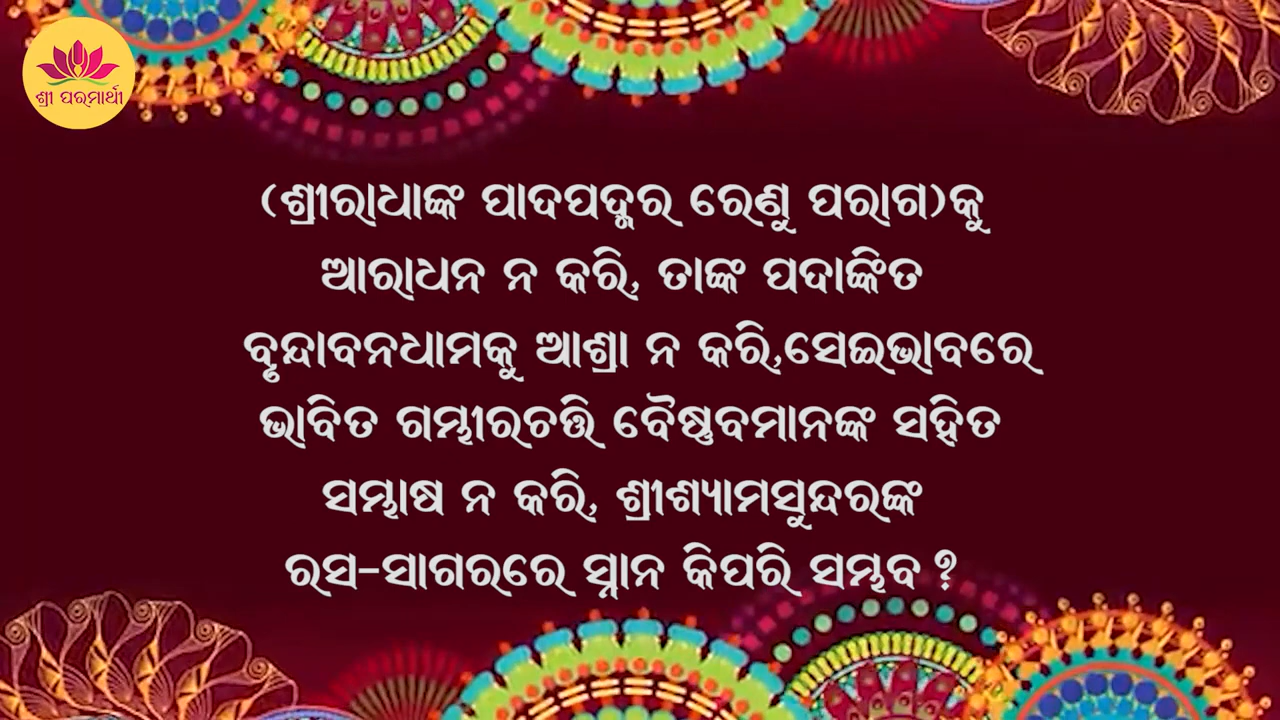 ଶ୍ରୀ ପରମାର୍ଥୀ
(ଶ୍ରୀରାଧାଙ୍କ ପାଦପଦ୍ମର ରେଣୁ ପରାଗ)କୁ
ଆରାଧନ ନ କରି, ତାଙ୍କ ପଦାଙ୍କିତ
ବୃନ୍ଦାବନଧାମକୁ ଆଶ୍ରା ନ କରି,ସେଇଭାବରେ
ଭାବିତ ଗମ୍ଭୀରଚତ୍ତି ବୈଷ୍ଣବମାନଙ୍କ ସହିତ
ସମ୍ଭାଷ ନ କରି, ଶ୍ରୀଶ୍ୟାମସୁନ୍ଦରଙ୍କ
ରସ-ସାଗରରେ ସ୍ନାନ କିପରି ସମ୍ଭବ ?